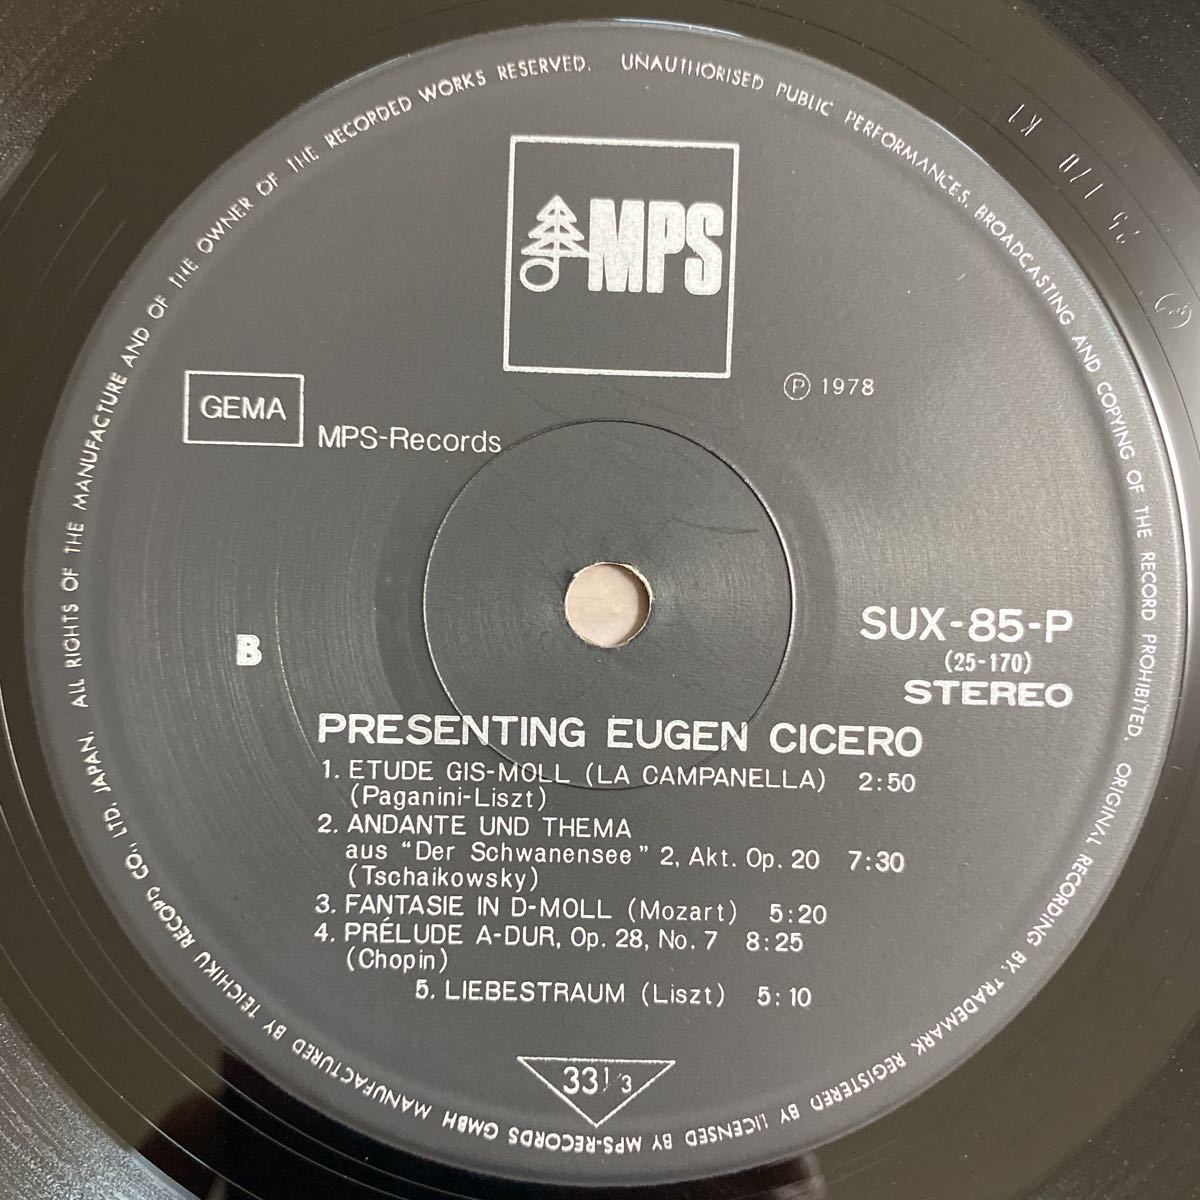 ALL RIGHTS OF THE MANUFACTURE AND OF THE OWNER OF THE RECORDED WORKS RESERVED. UNAUTHORISED PUBLIC PERFORMANCES, BROADCASTING AND COPYING OF THE RECORD PROHIBITED.
ORIGINAL RECORDING BY, TRADEMARK REGISTERED BY LICENSED BY MPS-RECORDS GMBH MANUFACTURED BY TEICHIKU RECORD CO., LTD. JAPAN.
MPS
Ⓟ 1978
GEMA
MPS-Records
B
SUX-85-P
(25-170)
STEREO
PRESENTING EUGEN CICERO
1. ETUDE GIS-MOLL (LA CAMPANELLA) 2:50
(Paganini-Liszt)
2. ANDANTE UND THEMA
aus “Der Schwanensee” 2, Akt. Op. 20 7:30
(Tschaikowsky)
3. FANTASIE IN D-MOLL (Mozart) 5:20
4. PRÉLUDE A-DUR, Op. 28, No. 7 8:25
(Chopin)
5. LIEBESTRAUM (Liszt) 5:10
33 1/3